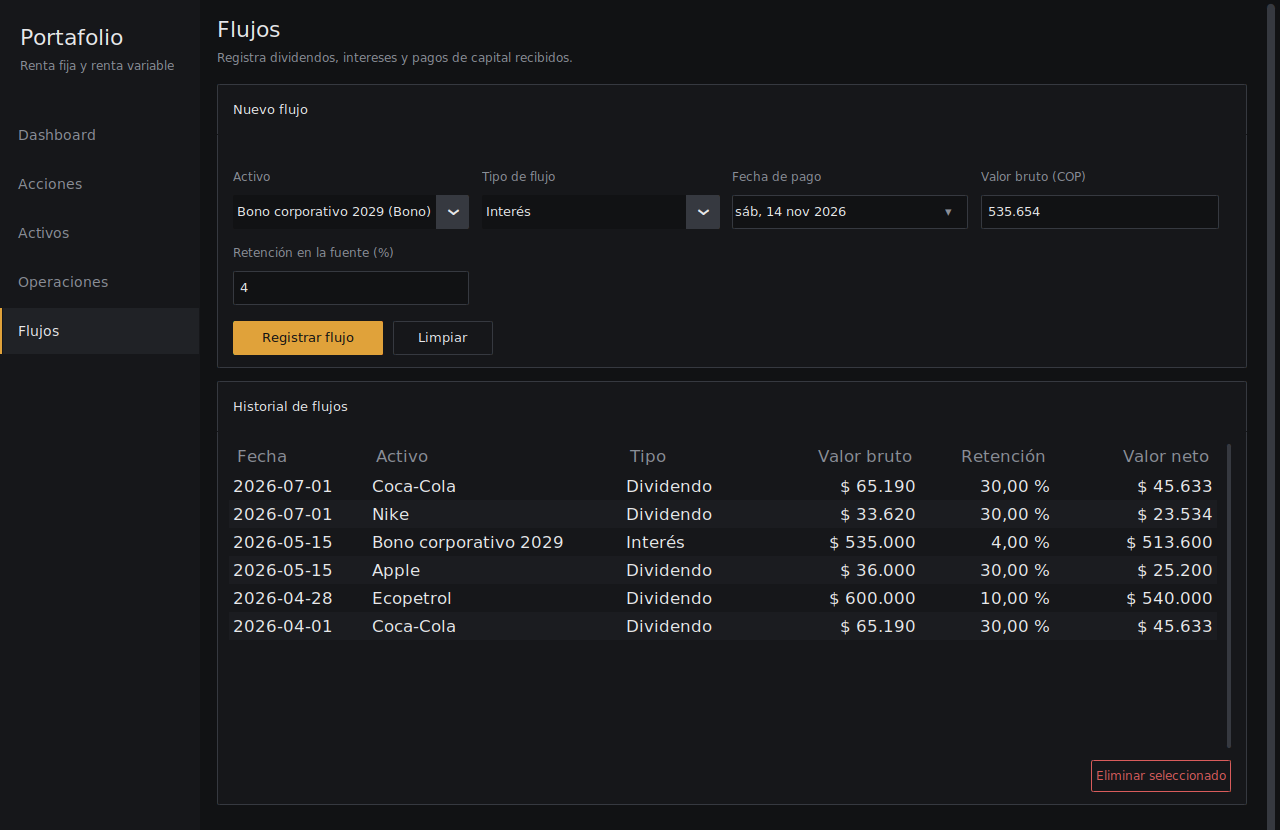 Portafolio
Renta fija y renta variable
Dashboard
Acciones
Activos
Operaciones
Flujos
Flujos
Registra dividendos, intereses y pagos de capital recibidos.
Nuevo flujo
Activo Tipo de flujo Fecha de pago Valor bruto (COP)
Bono corporativo 2029 (Bono) Interés sáb, 14 nov 2026 535.654
Retención en la fuente (%)
4
Registrar flujo Limpiar
Historial de flujos
Fecha Activo Tipo Valor bruto Retención Valor neto
2026-07-01 Coca-Cola Dividendo $ 65.190 30,00 % $ 45.633
2026-07-01 Nike Dividendo $ 33.620 30,00 % $ 23.534
2026-05-15 Bono corporativo 2029 Interés $ 535.000 4,00 % $ 513.600
2026-05-15 Apple Dividendo $ 36.000 30,00 % $ 25.200
2026-04-28 Ecopetrol Dividendo $ 600.000 10,00 % $ 540.000
2026-04-01 Coca-Cola Dividendo $ 65.190 30,00 % $ 45.633
Eliminar seleccionado